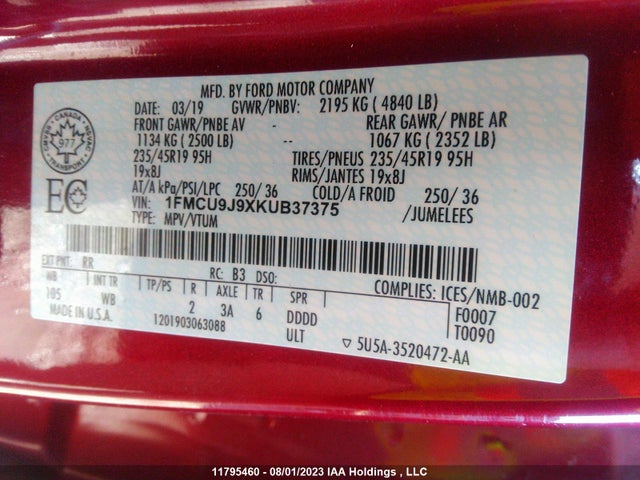 MFD. BY FORD MOTOR COMPANY
DATE: 03/19 GVWR/PNBV: 2195 KG ( 4840 LB)
FRONT GAWR/PNBE AV - REAR GAWR/ PNBE AR
1134 KG ( 2500 LB) -- 1067 KG ( 2352 LB)
235/45R19 95H TIRES/PNEUS 235/45R19 95H
19x8J RIMS/JANTES 19x8J
AT/A kPa/PSI/LPC 250/ 36 COLD/A FROID 250/ 36
VIN: 1FMCU9J9XKUB37375 /JUMELEES
TYPE: MPV/VTUM
CANADA
CMVSS NSVAC
977
TRANSPORT
EC
EXT PNT: RR RC: B3 DSO:
WB INT TR TP/PS R AXLE TR SPR COMPLIES: ICES/NMB-002
105 WB 2 3A 6 DDDD F0007
MADE IN U.S.A. 1201903063088 ULT T0090
▽ 5U5A-3520472-AA
11795460 - 08/01/2023 IAA Holdings , LLC